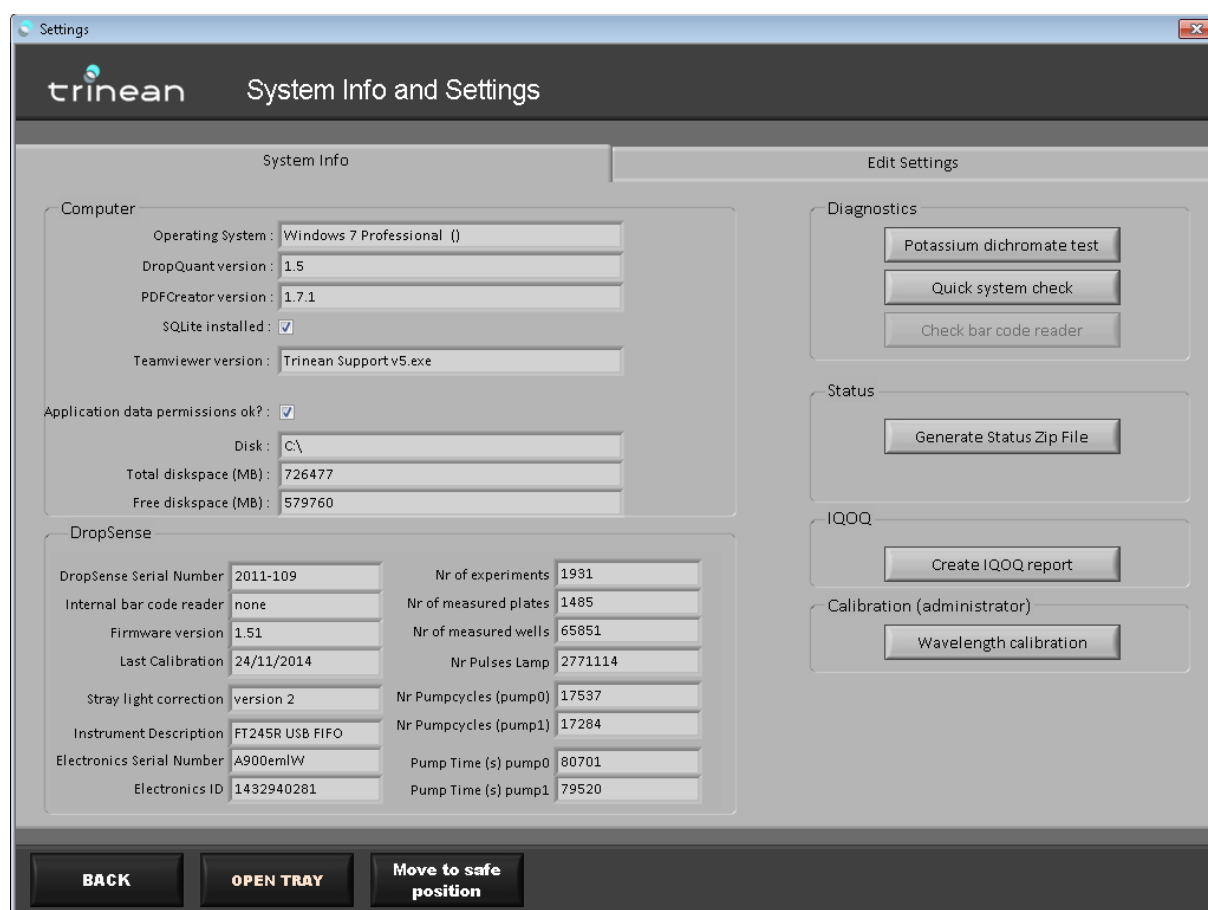 Settings
trinean System Info and Settings
System Info
Edit Settings
Computer
Operating System : Windows 7 Professional ()
DropQuant version : 1.5
PDFCreator version : 1.7.1
SQLite installed :
Teamviewer version : Trinean Support v5.exe
Application data permissions ok? :
Disk : C:\
Total diskspace (MB) : 726477
Free diskspace (MB) : 579760
DropSense
DropSense Serial Number 2011-109
Internal bar code reader none
Firmware version 1.51
Last Calibration 24/11/2014
Stray light correction version 2
Instrument Description FT245R USB FIFO
Electronics Serial Number A900emlW
Electronics ID 1432940281
Nr of experiments 1931
Nr of measured plates 1485
Nr of measured wells 65851
Nr Pulses Lamp 2771114
Nr Pumpcycles (pump0) 17537
Nr Pumpcycles (pump1) 17284
Pump Time (s) pump0 80701
Pump Time (s) pump1 79520
Diagnostics
Potassium dichromate test
Quick system check
Check bar code reader
Status
Generate Status Zip File
IQOQ
Create IQOQ report
Calibration (administrator)
Wavelength calibration
BACK
OPEN TRAY
Move to safe
position